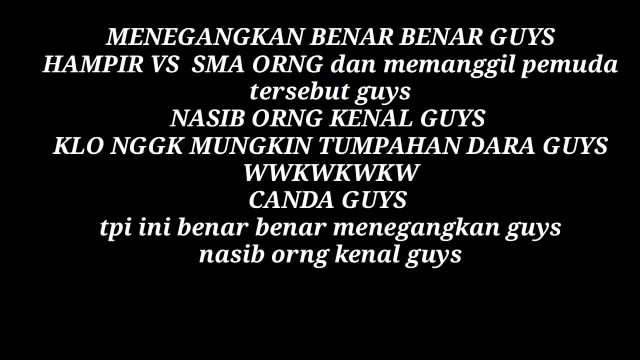 MENEGANGKAN BENAR BENAR GUYS
HAMPIR VS SMA ORNG dan memanggil pemuda
tersebut guys
NASIB ORNG KENAL GUYS
KLO NGGK MUNGKIN TUMPAHAN DARA GUYS
WWKWKWKW
CANDA GUYS
tpi ini benar benar menegangkan guys
nasib orng kenal guys